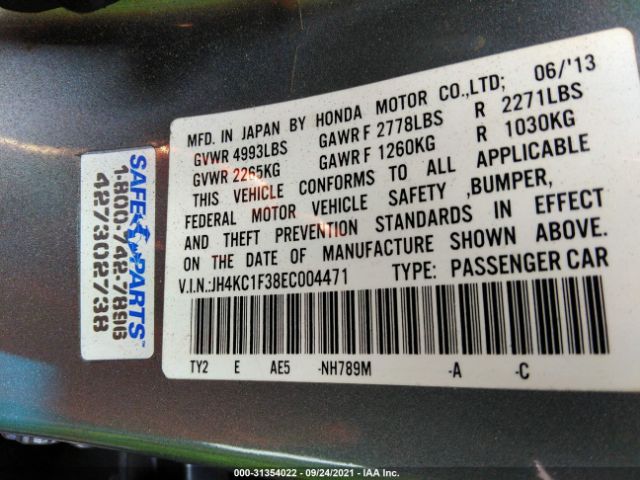 MFD. IN JAPAN BY HONDA MOTOR CO.,LTD; 06/'13
GVWR 4993LBS GAWR F 2778LBS R 2271LBS
GVWR 2265KG GAWR F 1260KG R 1030KG
THIS VEHICLE CONFORMS TO ALL APPLICABLE
FEDERAL MOTOR VEHICLE SAFETY ,BUMPER,
AND THEFT PREVENTION STANDARDS IN EFFECT
ON THE DATE OF MANUFACTURE SHOWN ABOVE.
V.I.N.:JH4KC1F38EC004471 TYPE: PASSENGER CAR
TY2 E AE5 -NH789M -A -C
SAFE PARTS™
1-800-742-7896
427302738
000-31354022 - 09/24/2021 - IAA Inc.